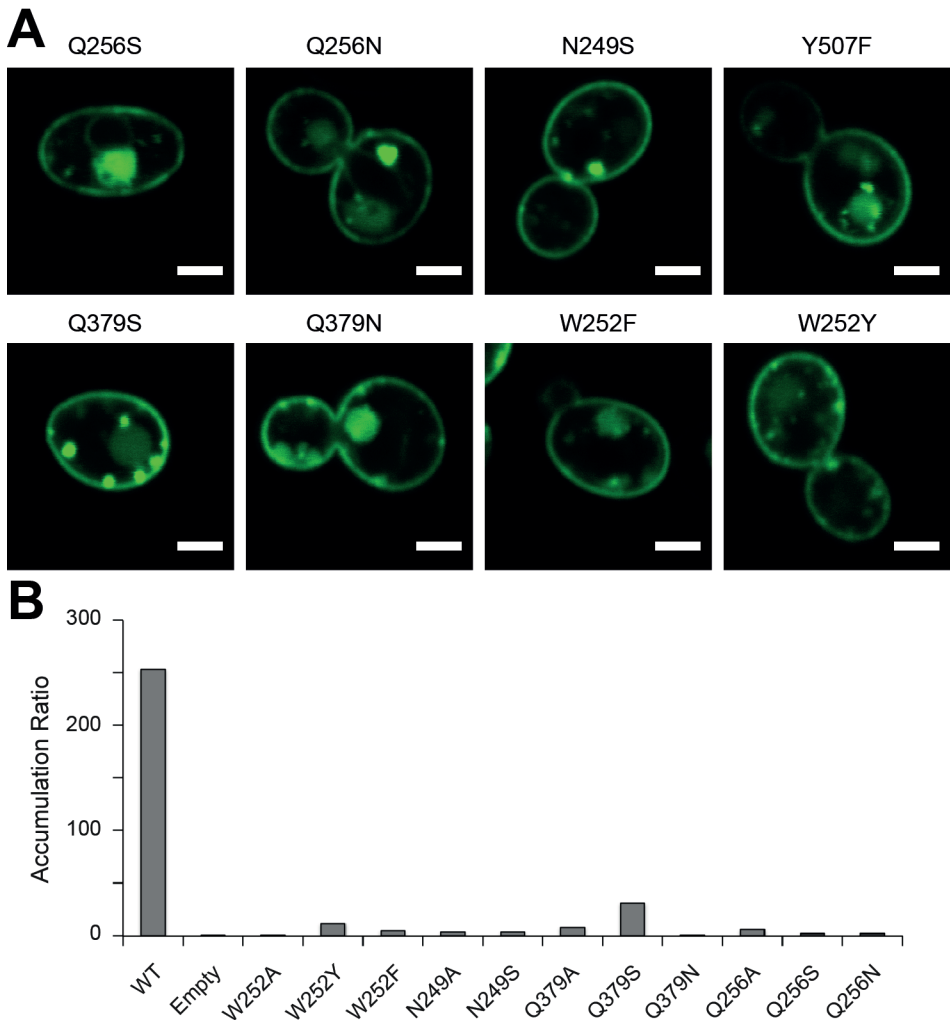 A
Q256S Q256N N249S Y507F
Q379S Q379N W252F W252Y
B
300
200
100
0
Accumulation Ratio
WT Empty W252A W252Y W252F N249A N249S Q379A Q379S Q379N Q256A Q256S Q256N